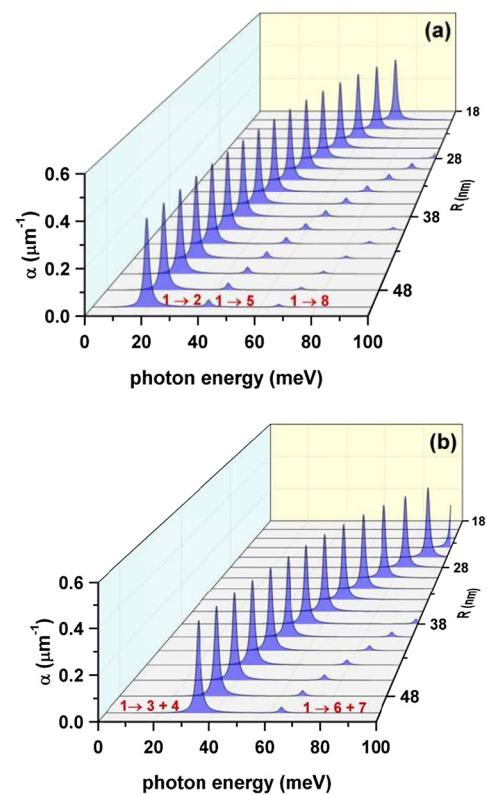 (a)
18
28
38
48
R (nm)
0.6
0.4
0.2
0.0
α (μm⁻¹)
1 → 2
1 → 5
1 → 8
0
20
40
60
80
100
photon energy (meV)
(b)
18
28
38
48
R (nm)
0.6
0.4
0.2
0.0
α (μm⁻¹)
1→ 3 + 4
1 → 6 + 7
0
20
40
60
80
100
photon energy (meV)